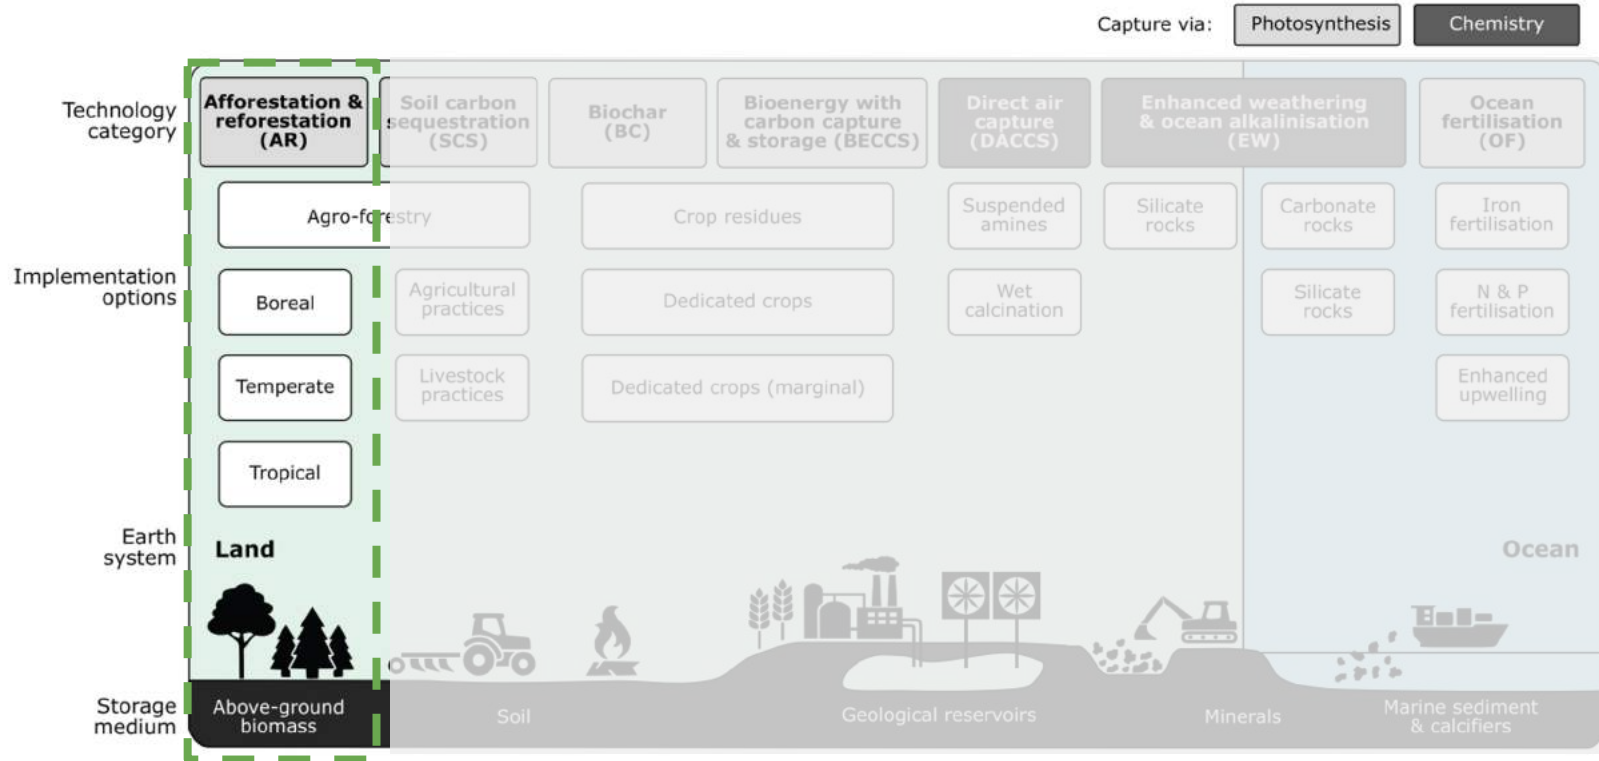 Capture via:
Photosynthesis
Chemistry
Technology
category
Afforestation &
reforestation
(AR)
Soil carbon
sequestration
(SCS)
Biochar
(BC)
Bioenergy with
carbon capture
& storage (BECCS)
Direct air
capture
(DACCS)
Enhanced weathering
& ocean alkalinisation
(EW)
Ocean
fertilisation
(OF)
Implementation
options
Agro-forestry
Crop residues
Suspended
amines
Silicate
rocks
Carbonate
rocks
Iron
fertilisation
Boreal
Agricultural
practices
Dedicated crops
Wet
calcination
Silicate
rocks
N & P
fertilisation
Temperate
Livestock
practices
Dedicated crops (marginal)
Enhanced
upwelling
Tropical
Earth
system
Land
Ocean
Storage
medium
Above-ground
biomass
Soil
Geological reservoirs
Minerals
Marine sediment
& calcifiers